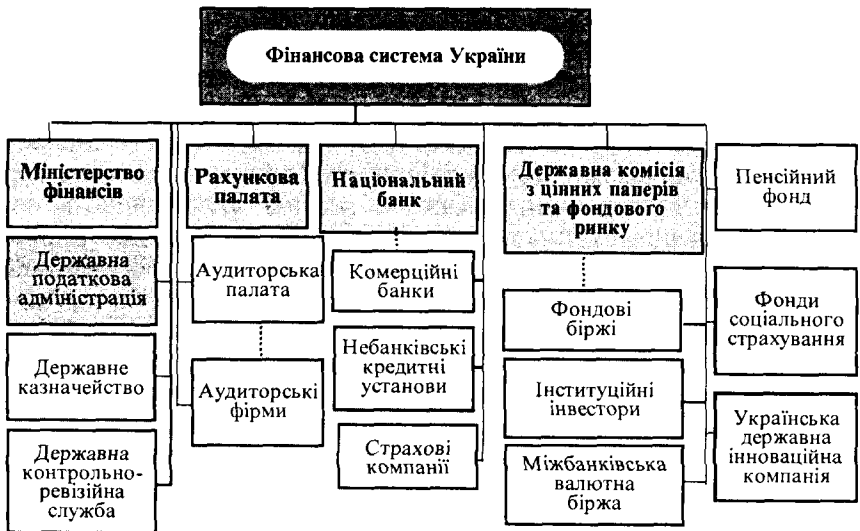 Фінансова система України
Міністерство
фінансів
Державна
податкова
адміністрація
Державне
казначейство
Державна
контрольно-
ревізійна
служба
Рахункова
палата
Аудиторська
палата
Аудиторські
фірми
Національний
банк
Комерційні
банки
Небанківські
кредитні
установи
Страхові
компанії
Державна комісія
з цінних паперів
та фондового
ринку
Фондові
біржі
Інституційні
інвестори
Міжбанківська
валютна
біржа
Пенсійний
фонд
Фонди
соціального
страхування
Українська
державна
інноваційна
компанія